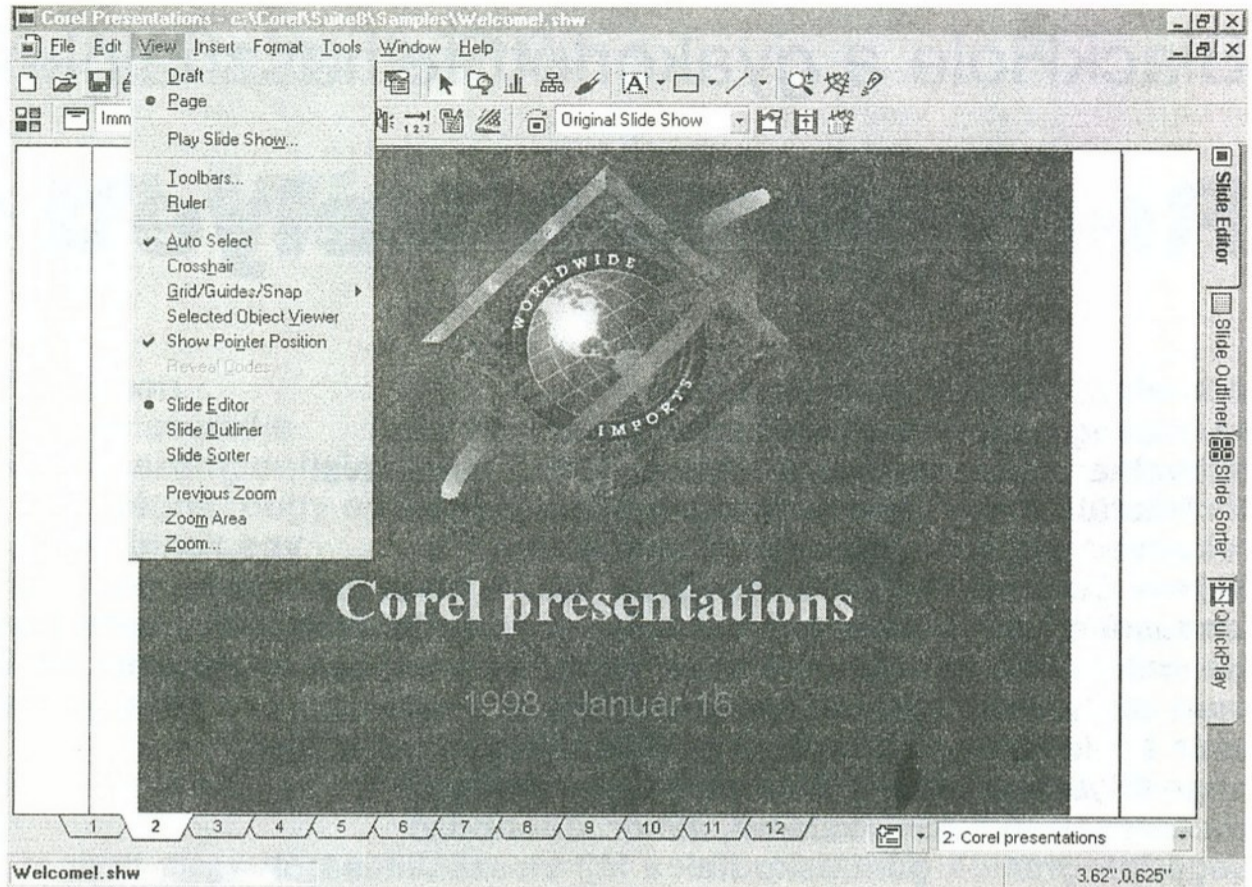 Corel Presentations - c:\Corel\Suite8\Samples\Welcome!.shw
File Edit View Insert Format Tools Window Help
Draft
Page
Play Slide Show...
Toolbars...
Ruler
Auto Select
Crosshair
Grid/Guides/Snap
Selected Object Viewer
Show Pointer Position
Reveal Codes
Slide Editor
Slide Outliner
Slide Sorter
Previous Zoom
Zoom Area
Zoom...
Imm
Original Slide Show
WORLDWIDE
IMPORTS
Corel presentations
1998 Januar 16
Slide Editor
Slide Outliner
Slide Sorter
QuickPlay
1 2 3 4 5 6 7 8 9 10 11 12
2: Corel presentations
Welcome!.shw
3.62",0.625"